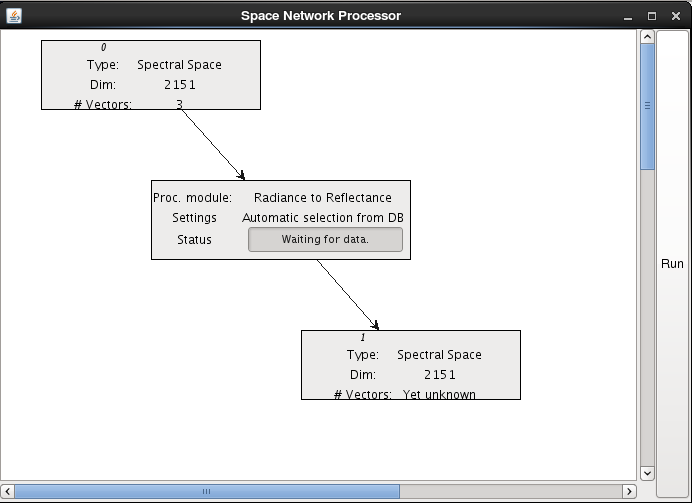 Space Network Processor
0
Type: Spectral Space
Dim: 2151
# Vectors: 3
Proc. module: Radiance to Reflectance
Settings Automatic selection from DB
Status Waiting for data.
Run
1
Type: Spectral Space
Dim: 2151
# Vectors: Yet unknown